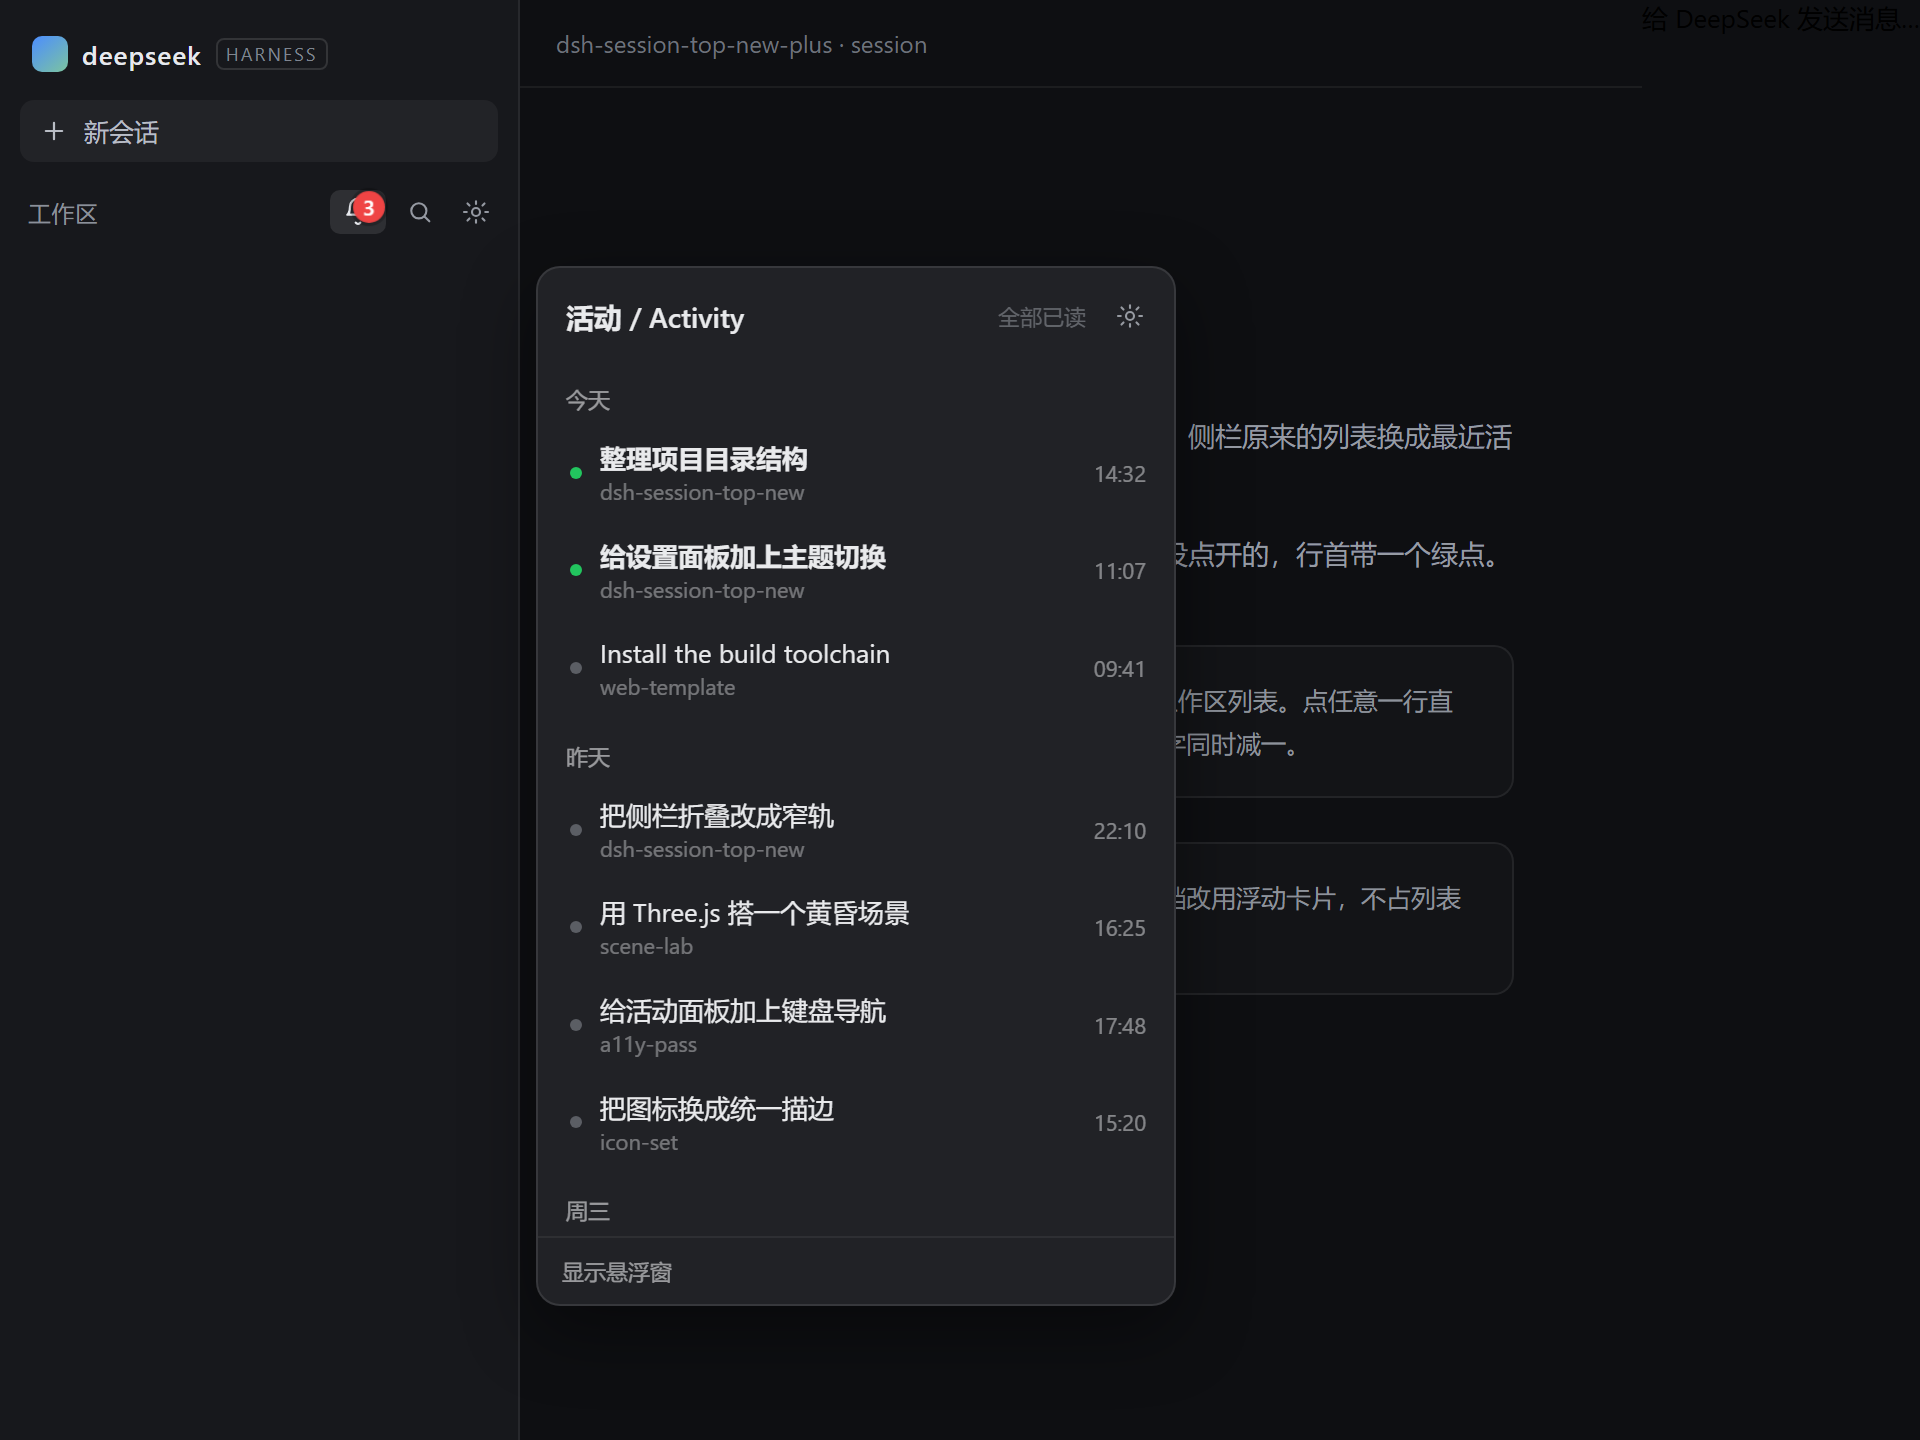 deepseek HARNESS
新会话
工作区
3
dsh-session-top-new-plus · session
给 DeepSeek 发送消息...
活动 / Activity
全部已读
今天
整理项目目录结构
dsh-session-top-new
14:32
给设置面板加上主题切换
dsh-session-top-new
11:07
Install the build toolchain
web-template
09:41
昨天
把侧栏折叠改成窄轨
dsh-session-top-new
22:10
用 Three.js 搭一个黄昏场景
scene-lab
16:25
给活动面板加上键盘导航
a11y-pass
17:48
把图标换成统一描边
icon-set
15:20
周三
显示悬浮窗
侧栏原来的列表换成最近活
点开的，行首带一个绿点。
作区列表。点任意一行直
同时减一。
改用浮动卡片，不占列表